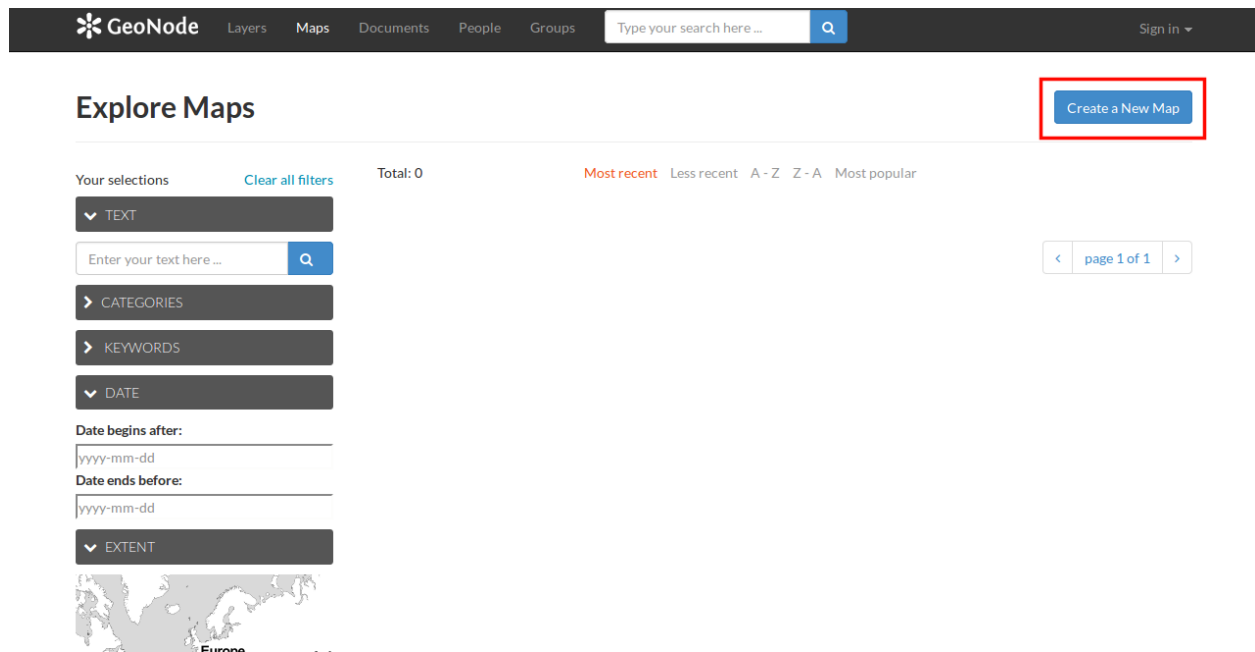 GeoNode Layers Maps Documents People Groups Type your search here ... Sign in
Explore Maps Create a New Map
Your selections Clear all filters Total: 0 Most recent Less recent A - Z Z - A Most popular
TEXT
Enter your text here ... < page 1 of 1 >
CATEGORIES
KEYWORDS
DATE
Date begins after:
yyyy-mm-dd
Date ends before:
yyyy-mm-dd
EXTENT
Europe